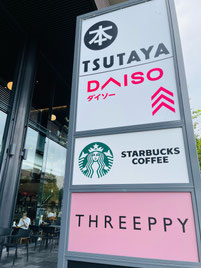 本
TSUTAYA
DAISO
ダイソー
STARBUCKS
COFFEE
THREEPPY